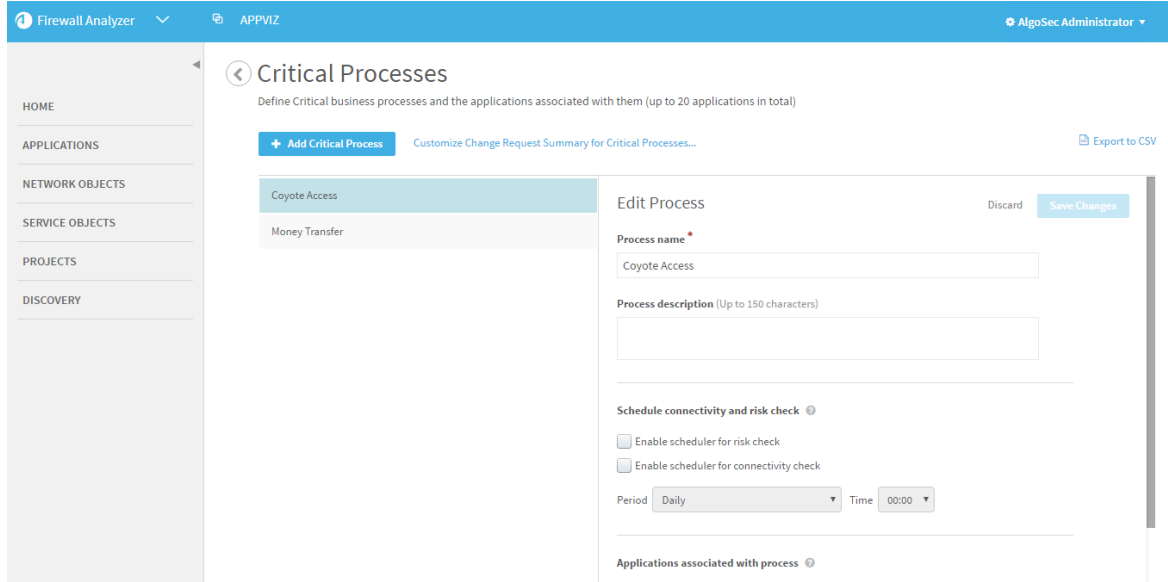 Firewall Analyzer
APPVIZ
AlgoSec Administrator
Critical Processes
Define Critical business processes and the applications associated with them (up to 20 applications in total)
HOME
APPLICATIONS
NETWORK OBJECTS
SERVICE OBJECTS
PROJECTS
DISCOVERY
+ Add Critical Process
Customize Change Request Summary for Critical Processes...
Export to CSV
Coyote Access
Money Transfer
Edit Process
Discard
Save Changes
Process name *
Coyote Access
Process description (Up to 150 characters)
Schedule connectivity and risk check ?
Enable scheduler for risk check
Enable scheduler for connectivity check
Period Daily Time 00:00
Applications associated with process ?